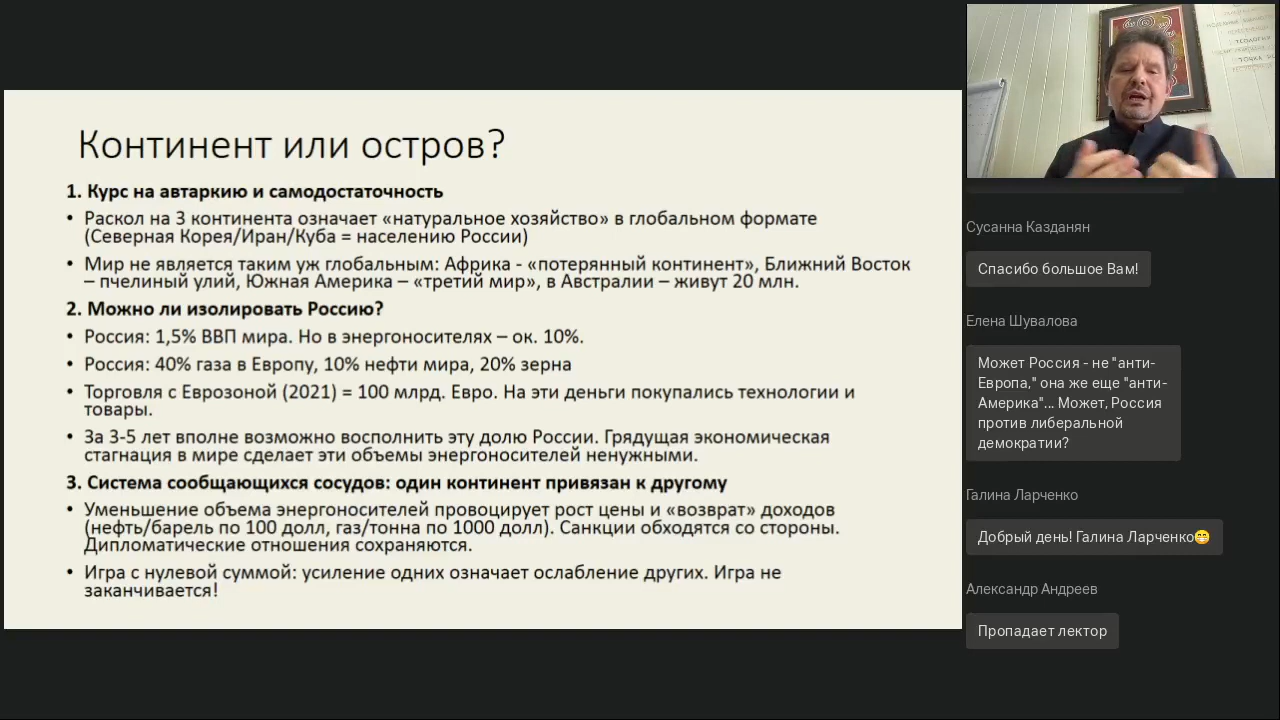 Континент или остров?
1. Курс на автаркию и самодостаточность
• Раскол на 3 континента означает «натуральное хозяйство» в глобальном формате
(Северная Корея/Иран/Куба = населению России)
• Мир не является таким уж глобальным: Африка - «потерянный континент», Ближний Восток
– пчелиный улий, Южная Америка – «третий мир», в Австралии – живут 20 млн.
2. Можно ли изолировать Россию?
• Россия: 1,5% ВВП мира. Но в энергоносителях – ок. 10%.
• Россия: 40% газа в Европу, 10% нефти мира, 20% зерна
• Торговля с Еврозоной (2021) = 100 млрд. Евро. На эти деньги покупались технологии и
товары.
• За 3-5 лет вполне возможно восполнить эту долю России. Грядущая экономическая
стагнация в мире сделает эти объемы энергоносителей ненужными.
3. Система сообщающихся сосудов: один континент привязан к другому
• Уменьшение объема энергоносителей провоцирует рост цены и «возврат» доходов
(нефть/барель по 100 долл, газ/тонна по 1000 долл). Санкции обходятся со стороны.
Дипломатические отношения сохраняются.
• Игра с нулевой суммой: усиление одних означает ослабление других. Игра не
заканчивается!
ТЕОЛОГИЯ
Сусанна Казданян
Спасибо большое Вам!
Елена Шувалова
Может Россия - не "анти-
Европа," она же еще "анти-
Америка"... Может, Россия
против либеральной
демократии?
Галина Ларченко
Добрый день! Галина Ларченко😁
Александр Андреев
Пропадает лектор